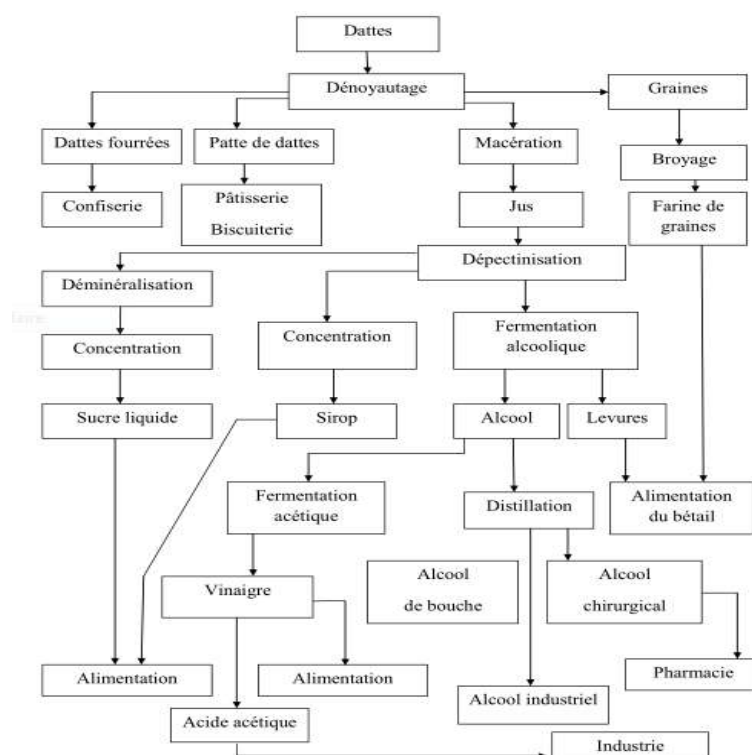 Dattes
Dénoyautage
Graines
Dattes fourrées
Patte de dattes
Macération
Broyage
Confiserie
Pâtisserie
Biscuiterie
Jus
Farine de
graines
Dépectinisation
Déminéralisation
Concentration
Concentration
Fermentation
alcoolique
Sucre liquide
Sirop
Alcool
Levures
Fermentation
acétique
Distillation
Alimentation
du bétail
Vinaigre
Alcool
de bouche
Alcool
chirurgical
Alimentation
Alimentation
Alcool industriel
Pharmacie
Acide acétique
Industrie